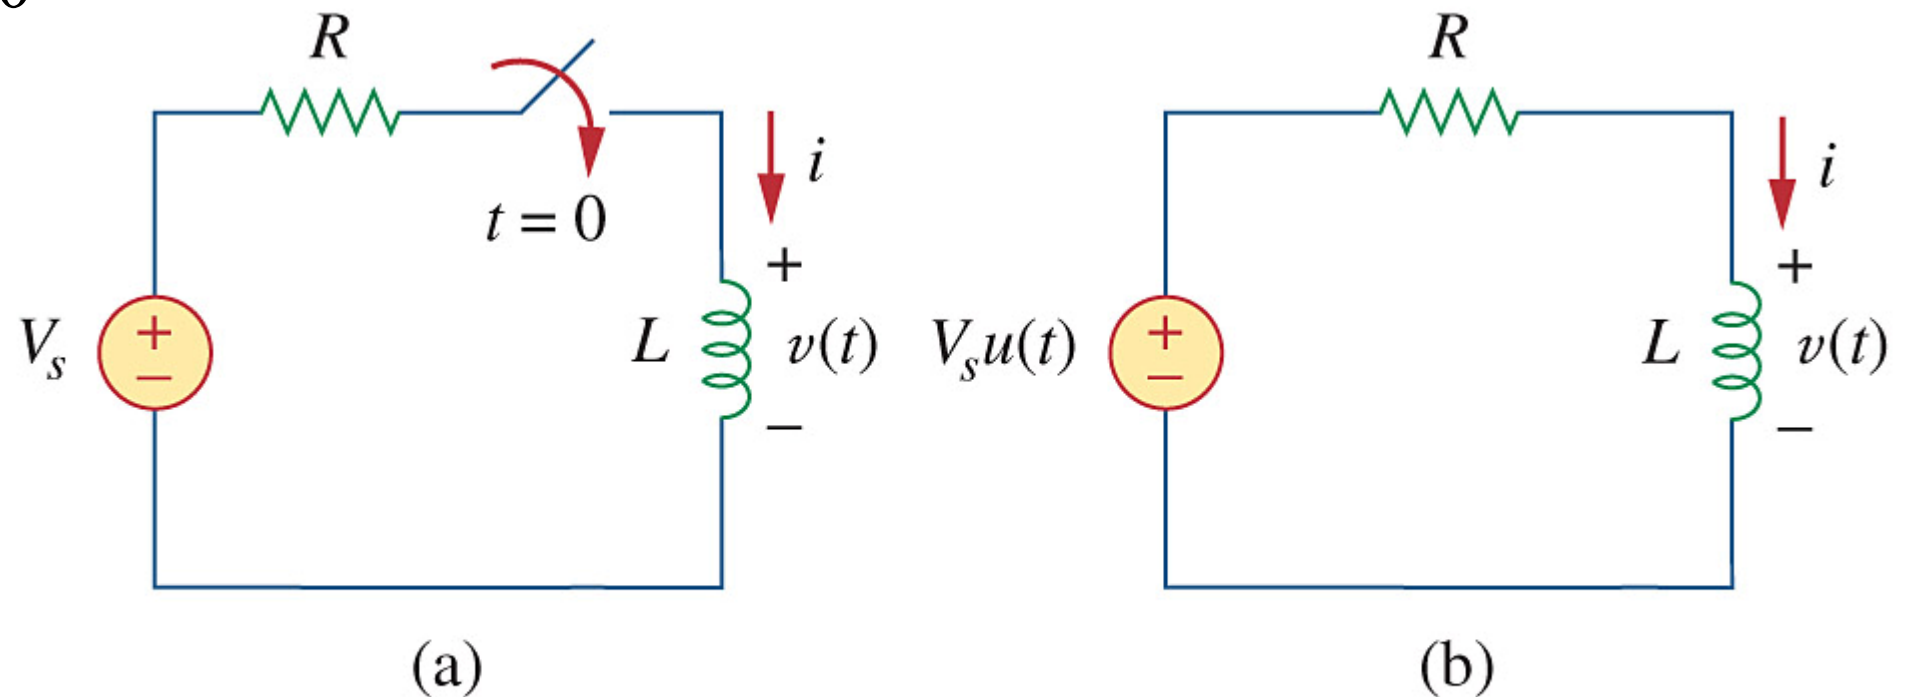 R
i
t = 0
+
V_s
+
−
L
v(t)
−
(a)
R
i
+
V_s u(t)
+
−
L
v(t)
−
(b)